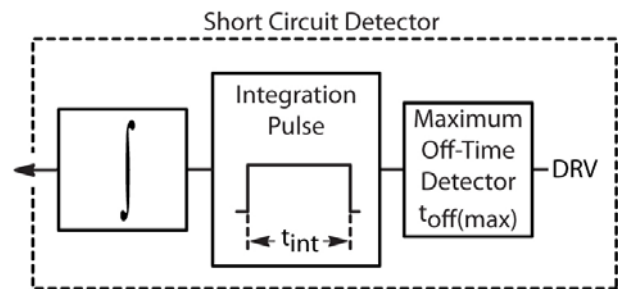 Short Circuit Detector
∫
Integration
Pulse
tint
Maximum
Off-Time
Detector
toff(max)
DRV